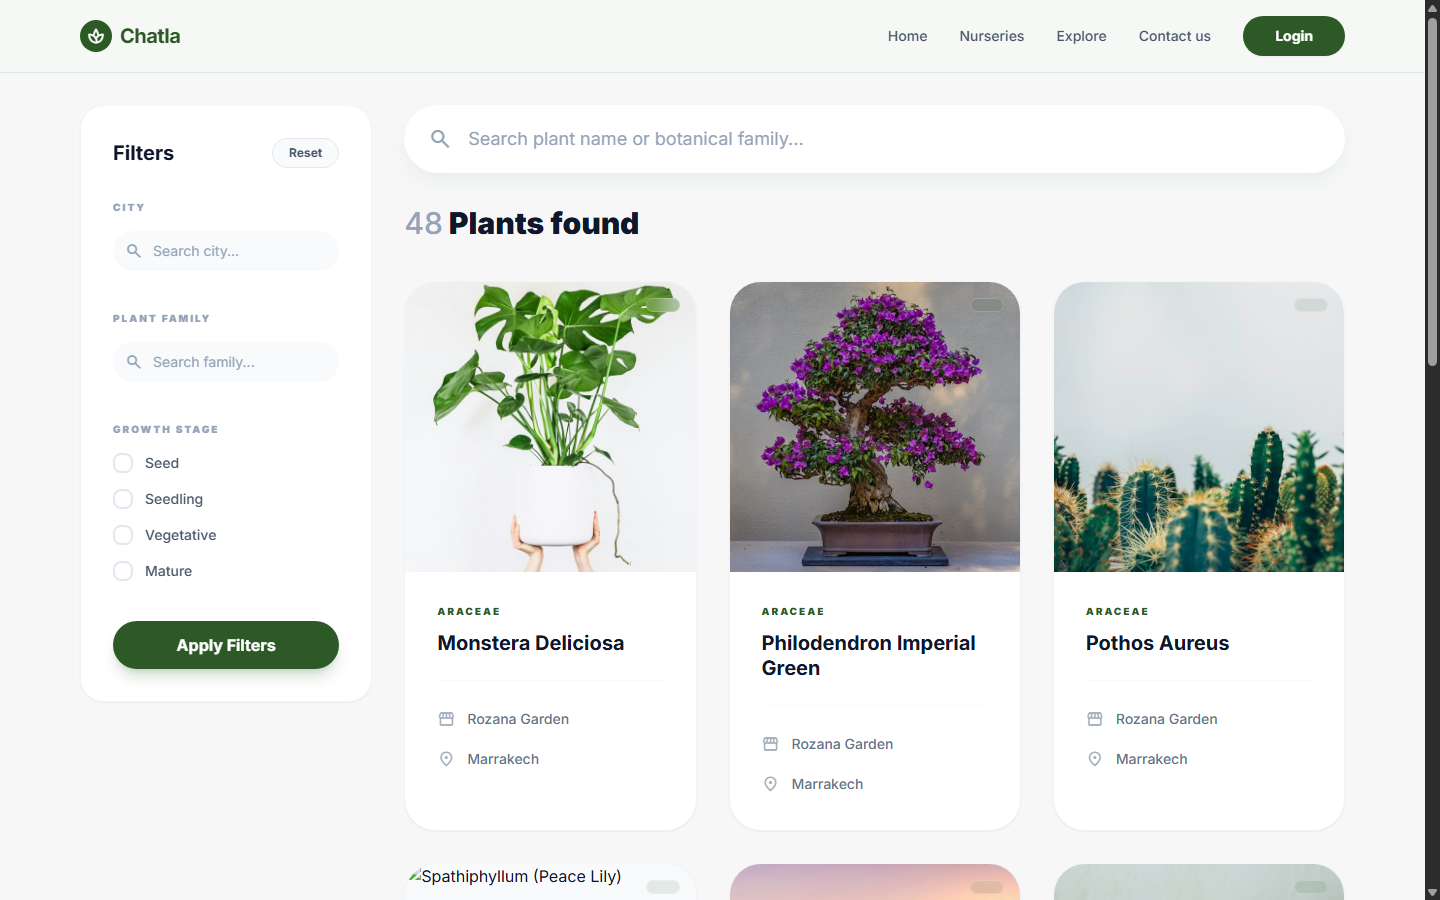 Chatla
Home
Nurseries
Explore
Contact us
Login
Filters
Reset
CITY
Search city...
PLANT FAMILY
Search family...
GROWTH STAGE
Seed
Seedling
Vegetative
Mature
Apply Filters
Search plant name or botanical family...
48 Plants found
ARACEAE
Monstera Deliciosa
Rozana Garden
Marrakech
ARACEAE
Philodendron Imperial
Green
Rozana Garden
Marrakech
ARACEAE
Pothos Aureus
Rozana Garden
Marrakech
Spathiphyllum (Peace Lily)